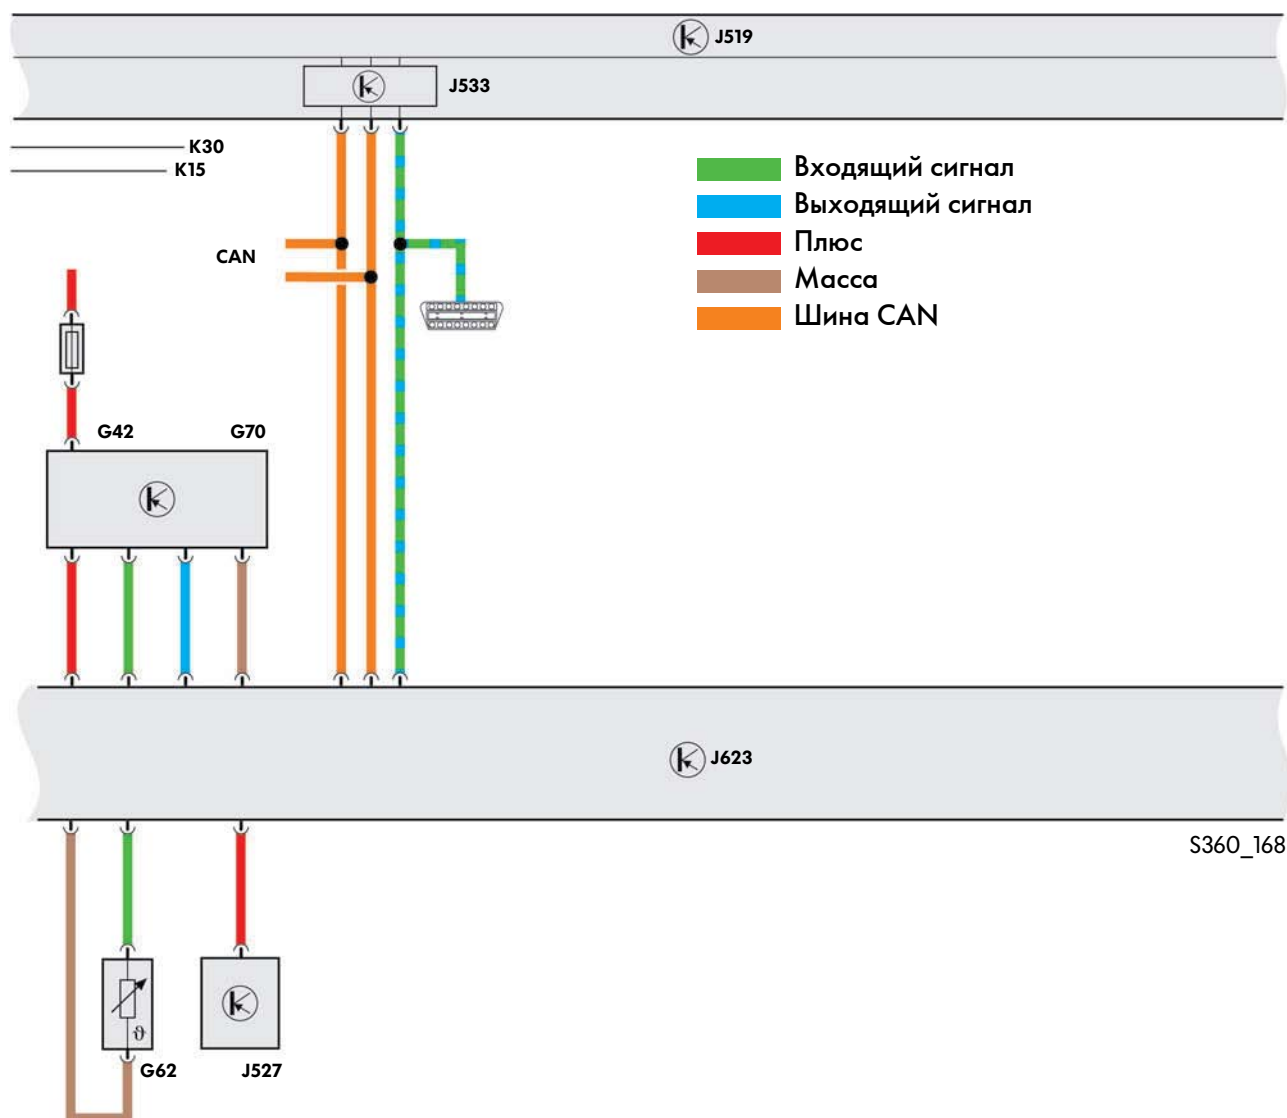 J519
J533
K30
K15
Входящий сигнал
Выходящий сигнал
Плюс
Масса
Шина CAN
CAN
G42
G70
J623
S360_168
ϑ
G62
J527